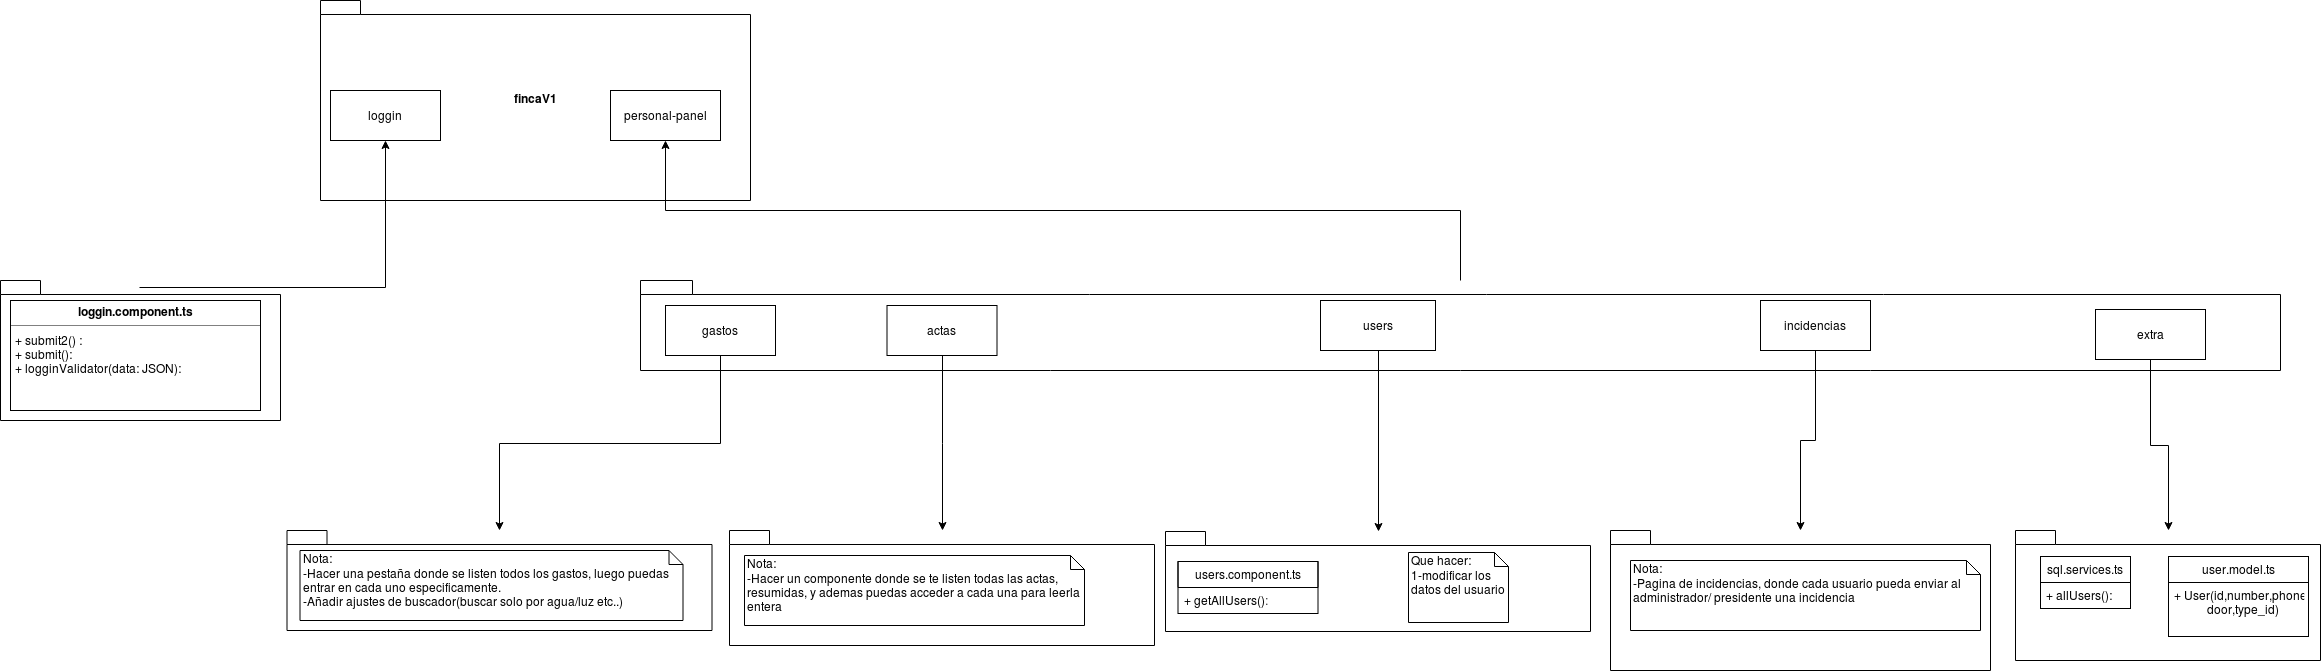 fincaV1
loggin
personal-panel
loggin.component.ts
+ submit2() :
+ submit():
+ logginValidator(data: JSON):
gastos
actas
users
incidencias
extra
Nota:
-Hacer una pestaña donde se listen todos los gastos, luego puedas
entrar en cada uno especificamente.
-Añadir ajustes de buscador(buscar solo por agua/luz etc..)
Nota:
-Hacer un componente donde se te listen todas las actas,
resumidas, y ademas puedas acceder a cada una para leerla
entera
users.component.ts
+ getAllUsers():
Que hacer:
1-modificar los
datos del usuario
Nota:
-Pagina de incidencias, donde cada usuario pueda enviar al
administrador/ presidente una incidencia
sql.services.ts
+ allUsers():
user.model.ts
+ User(id,number,phone
door,type_id)